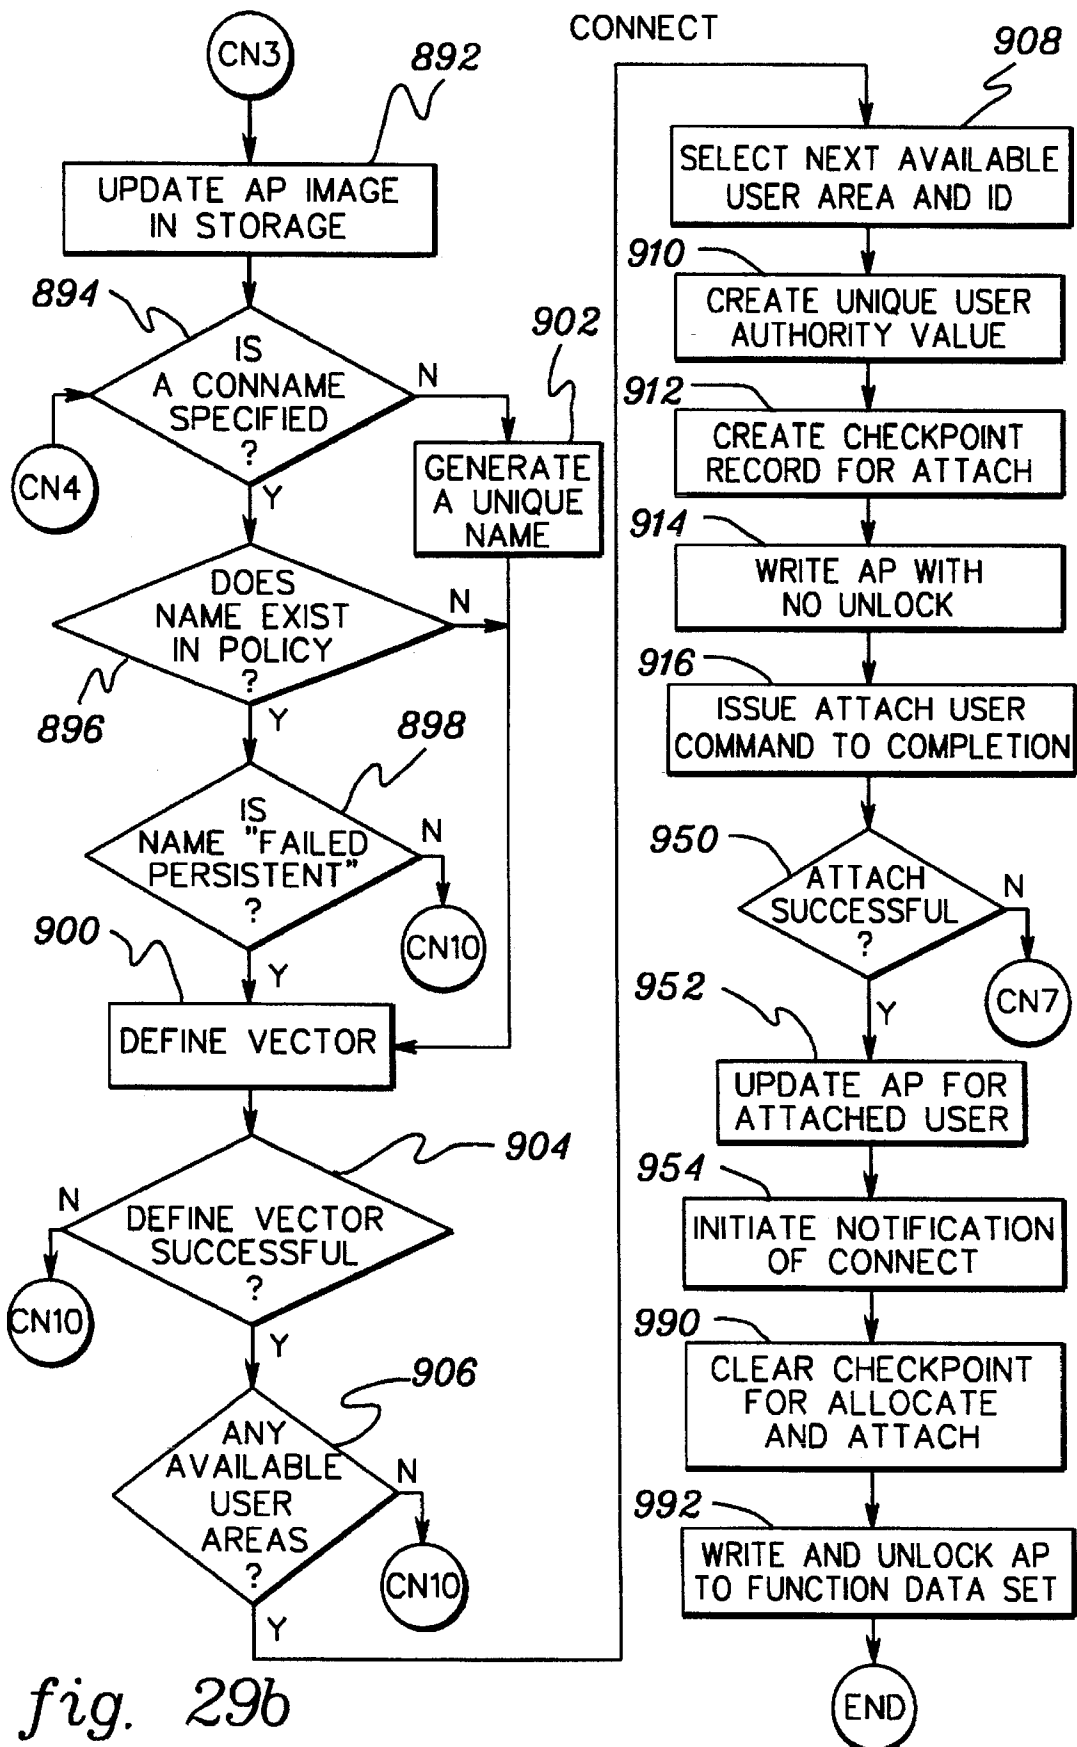 CONNECT
CN3
892
UPDATE AP IMAGE
IN STORAGE
894
IS
A CONNAME
SPECIFIED
?
N
Y
CN4
902
GENERATE
A UNIQUE
NAME
DOES
NAME EXIST
IN POLICY
?
N
Y
896
898
IS
NAME "FAILED
PERSISTENT"
?
N
Y
CN10
900
DEFINE VECTOR
904
DEFINE VECTOR
SUCCESSFUL
?
N
Y
CN10
906
ANY
AVAILABLE
USER
AREAS
?
N
Y
CN10
908
SELECT NEXT AVAILABLE
USER AREA AND ID
910
CREATE UNIQUE USER
AUTHORITY VALUE
912
CREATE CHECKPOINT
RECORD FOR ATTACH
914
WRITE AP WITH
NO UNLOCK
916
ISSUE ATTACH USER
COMMAND TO COMPLETION
950
ATTACH
SUCCESSFUL
?
N
Y
CN7
952
UPDATE AP FOR
ATTACHED USER
954
INITIATE NOTIFICATION
OF CONNECT
990
CLEAR CHECKPOINT
FOR ALLOCATE
AND ATTACH
992
WRITE AND UNLOCK AP
TO FUNCTION DATA SET
END
fig. 29b